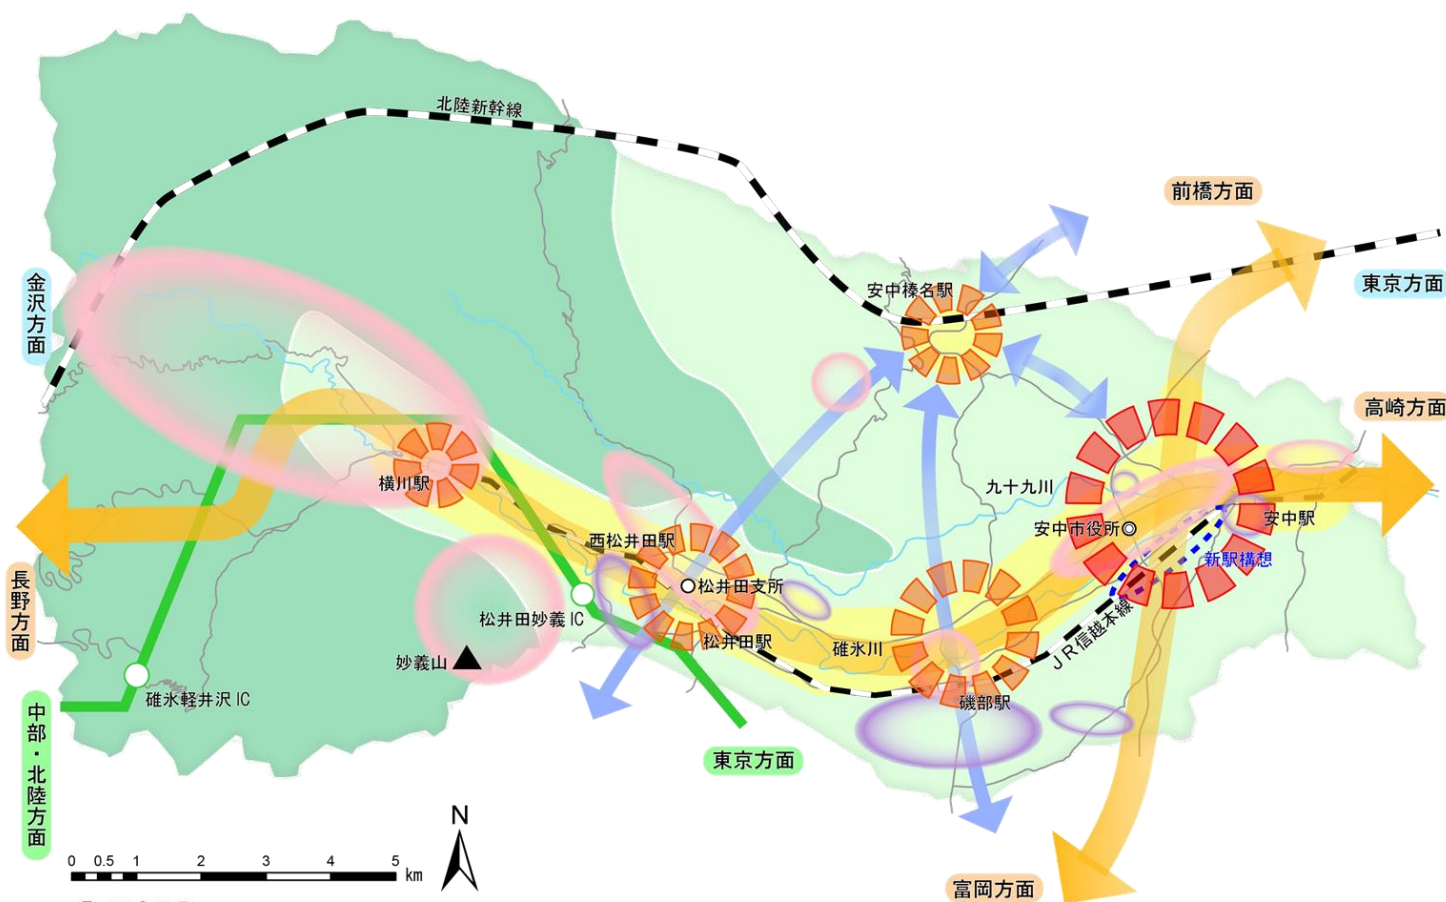 北陸新幹線
前橋方面
東京方面
金沢方面
安中榛名駅
高崎方面
横川駅
九十九川
安中市役所
安中駅
西松井田駅
新駅構想
松井田支所
長野方面
松井田妙義IC
松井田駅
碓氷川
JR信越本線
妙義山
碓氷軽井沢IC
磯部駅
中部・北陸方面
東京方面
富岡方面
N
0 0.5 1 2 3 4 5 km